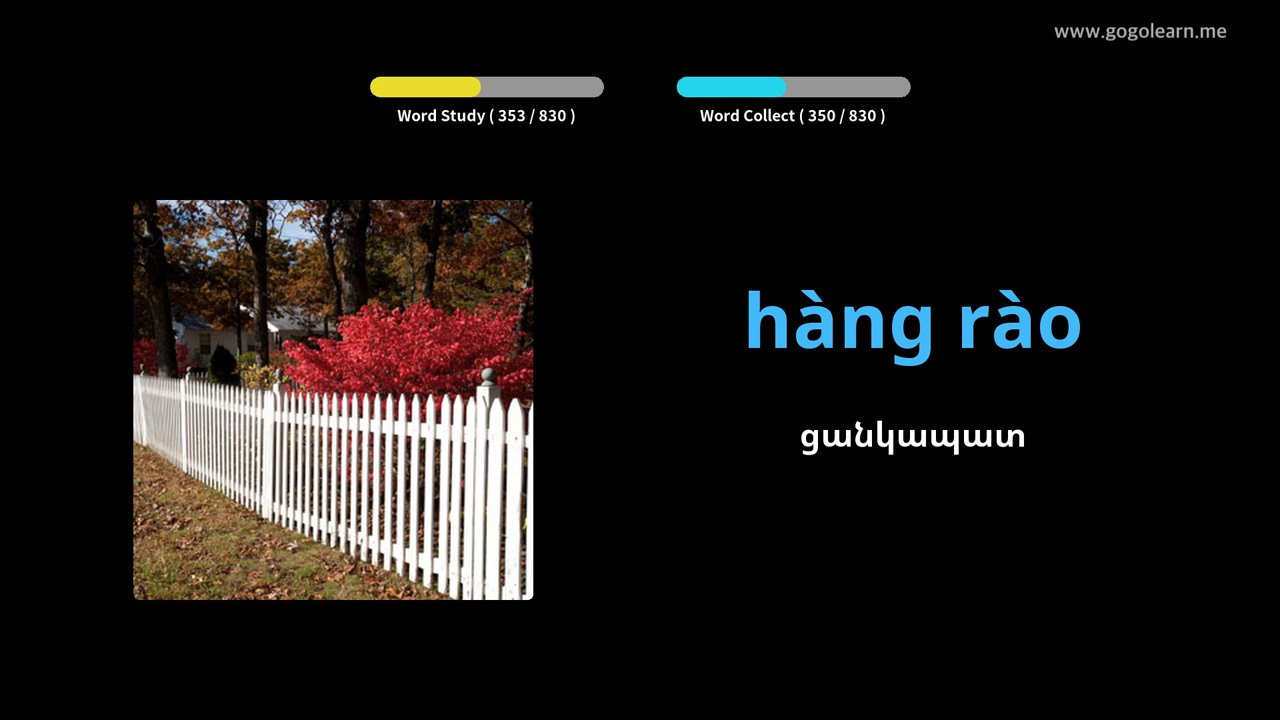 www.gogolearn.me
Word Study ( 353 / 830 )
Word Collect ( 350 / 830 )
hàng rào
ցանկապատ